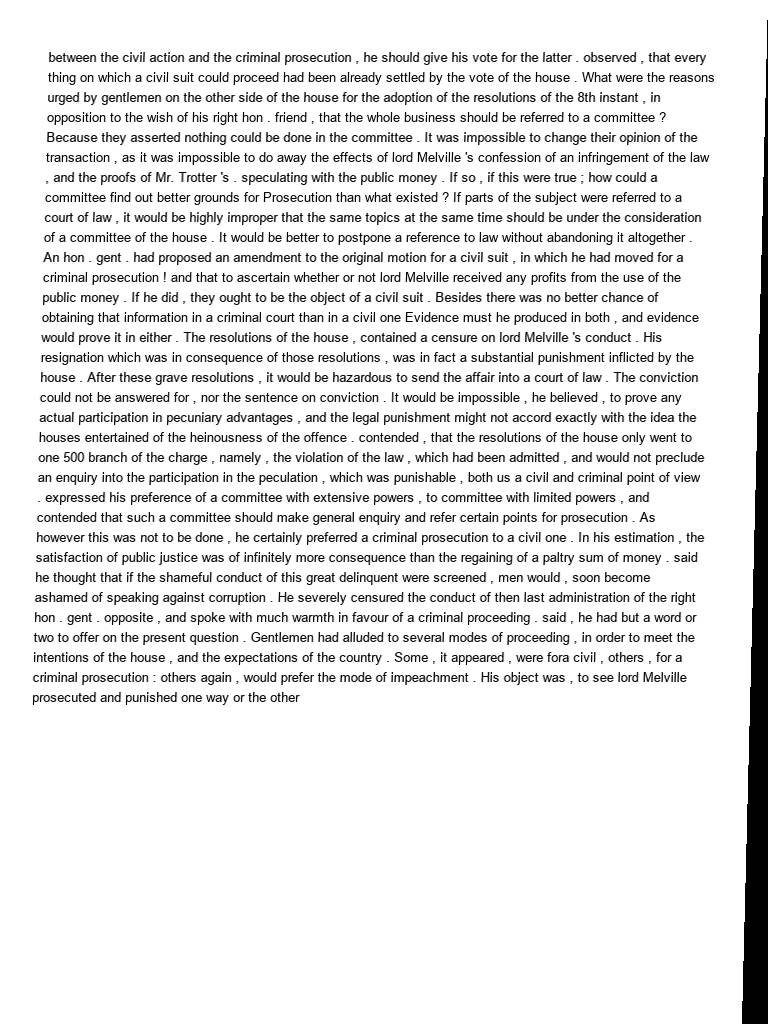 between the civil action and the criminal prosecution , he should give his vote for the latter . observed , that every
thing on which a civil suit could proceed had been already settled by the vote of the house . What were the reasons
urged by gentlemen on the other side of the house for the adoption of the resolutions of the 8th instant , in
opposition to the wish of his right hon . friend , that the whole business should be referred to a committee ?
Because they asserted nothing could be done in the committee . It was impossible to change their opinion of the
transaction , as it was impossible to do away the effects of lord Melville 's confession of an infringement of the law
, and the proofs of Mr. Trotter 's . speculating with the public money . If so , if this were true ; how could a
committee find out better grounds for Prosecution than what existed ? If parts of the subject were referred to a
court of law , it would be highly improper that the same topics at the same time should be under the consideration
of a committee of the house . It would be better to postpone a reference to law without abandoning it altogether .
An hon . gent . had proposed an amendment to the original motion for a civil suit , in which he had moved for a
criminal prosecution ! and that to ascertain whether or not lord Melville received any profits from the use of the
public money . If he did , they ought to be the object of a civil suit . Besides there was no better chance of
obtaining that information in a criminal court than in a civil one Evidence must he produced in both , and evidence
would prove it in either . The resolutions of the house , contained a censure on lord Melville 's conduct . His
resignation which was in consequence of those resolutions , was in fact a substantial punishment inflicted by the
house . After these grave resolutions , it would be hazardous to send the affair into a court of law . The conviction
could not be answered for , nor the sentence on conviction . It would be impossible , he believed , to prove any
actual participation in pecuniary advantages , and the legal punishment might not accord exactly with the idea the
houses entertained of the heinousness of the offence . contended , that the resolutions of the house only went to
one 500 branch of the charge , namely , the violation of the law , which had been admitted , and would not preclude
an enquiry into the participation in the peculation , which was punishable , both us a civil and criminal point of view
. expressed his preference of a committee with extensive powers , to committee with limited powers , and
contended that such a committee should make general enquiry and refer certain points for prosecution . As
however this was not to be done , he certainly preferred a criminal prosecution to a civil one . In his estimation , the
satisfaction of public justice was of infinitely more consequence than the regaining of a paltry sum of money . said
he thought that if the shameful conduct of this great delinquent were screened , men would , soon become
ashamed of speaking against corruption . He severely censured the conduct of then last administration of the right
hon . gent . opposite , and spoke with much warmth in favour of a criminal proceeding . said , he had but a word or
two to offer on the present question . Gentlemen had alluded to several modes of proceeding , in order to meet the
intentions of the house , and the expectations of the country . Some , it appeared , were fora civil , others , for a
criminal prosecution : others again , would prefer the mode of impeachment . His object was , to see lord Melville
prosecuted and punished one way or the other